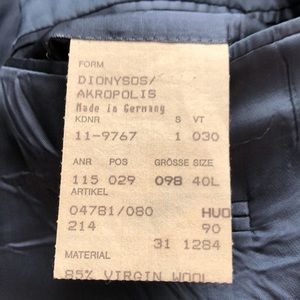 FORM
DIONYSOS/
AKROPOLIS
Made in Germany
KDNR S VT
11-9767 1 030
ANR POS GRÖSSE SIZE
115 029 098 40L
ARTIKEL
04781/080 HUO
214 90
31 1284
MATERIAL
85% VIRGIN WOOL